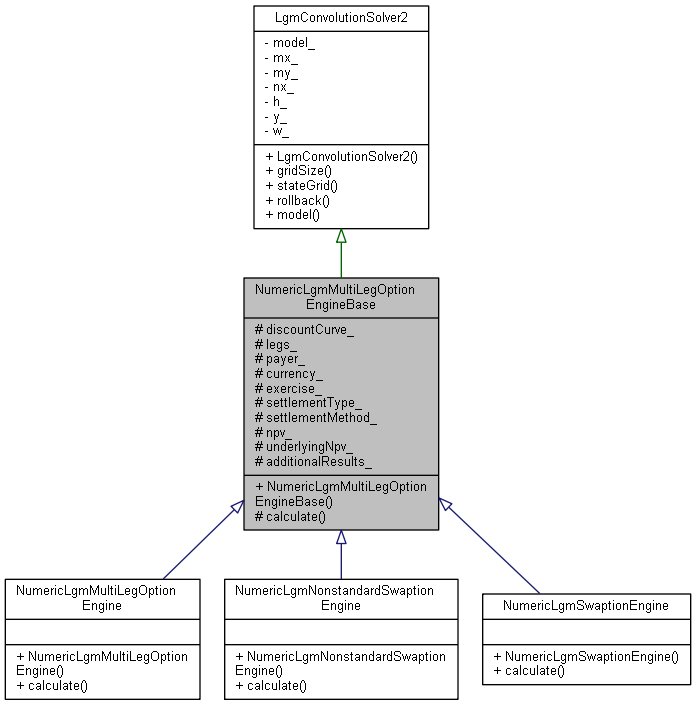 LgmConvolutionSolver2
- model_
- mx_
- my_
- nx_
- h_
- y_
- w_
+ LgmConvolutionSolver2()
+ gridSize()
+ stateGrid()
+ rollback()
+ model()
NumericLgmMultiLegOption
EngineBase
# discountCurve_
# legs_
# payer_
# currency_
# exercise_
# settlementType_
# settlementMethod_
# npv_
# underlyingNpv_
# additionalResults_
+ NumericLgmMultiLegOption
EngineBase()
# calculate()
NumericLgmMultiLegOption
Engine
+ NumericLgmMultiLegOption
Engine()
+ calculate()
NumericLgmNonstandardSwaption
Engine
+ NumericLgmNonstandardSwaption
Engine()
+ calculate()
NumericLgmSwaptionEngine
+ NumericLgmSwaptionEngine()
+ calculate()